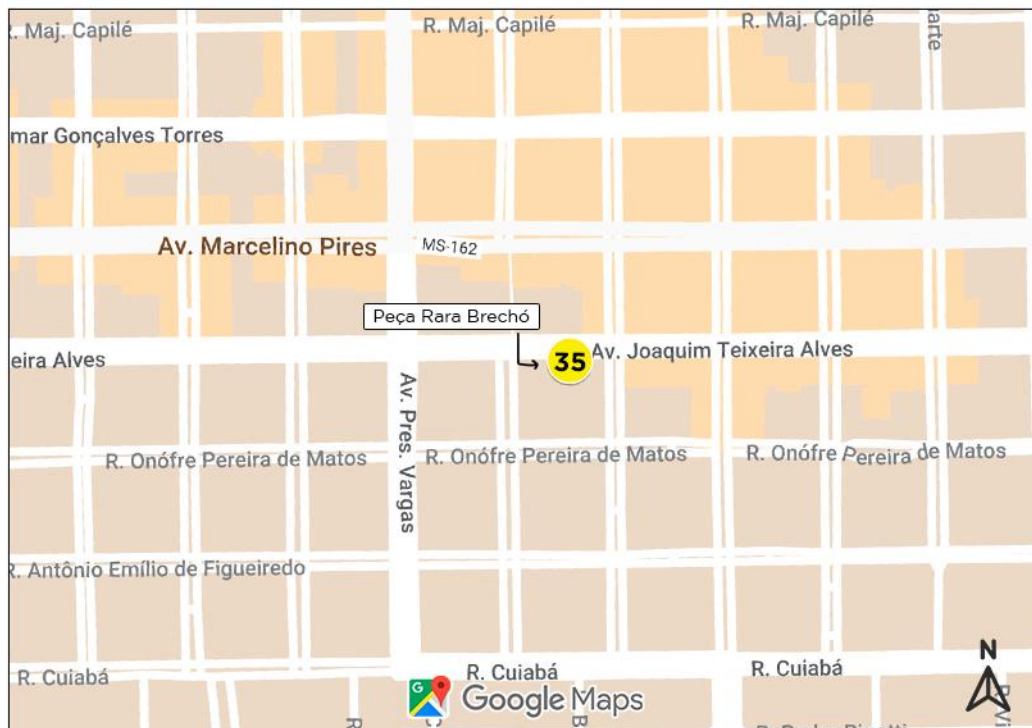 R. Maj. Capilé
R. Maj. Capilé
R. Maj. Capilé
arte
mar Gonçalves Torres
Av. Marcelino Pires
MS-162
Peça Rara Brechó
35
Av. Joaquim Teixeira Alves
eira Alves
Av. Pres. Vargas
R. Onófre Pereira de Matos
R. Onófre Pereira de Matos
R. Onófre Pereira de Matos
R. Antônio Emílio de Figueiredo
N
R. Cuiabá
R. Cuiabá
R. Cuiabá
G
Google Maps